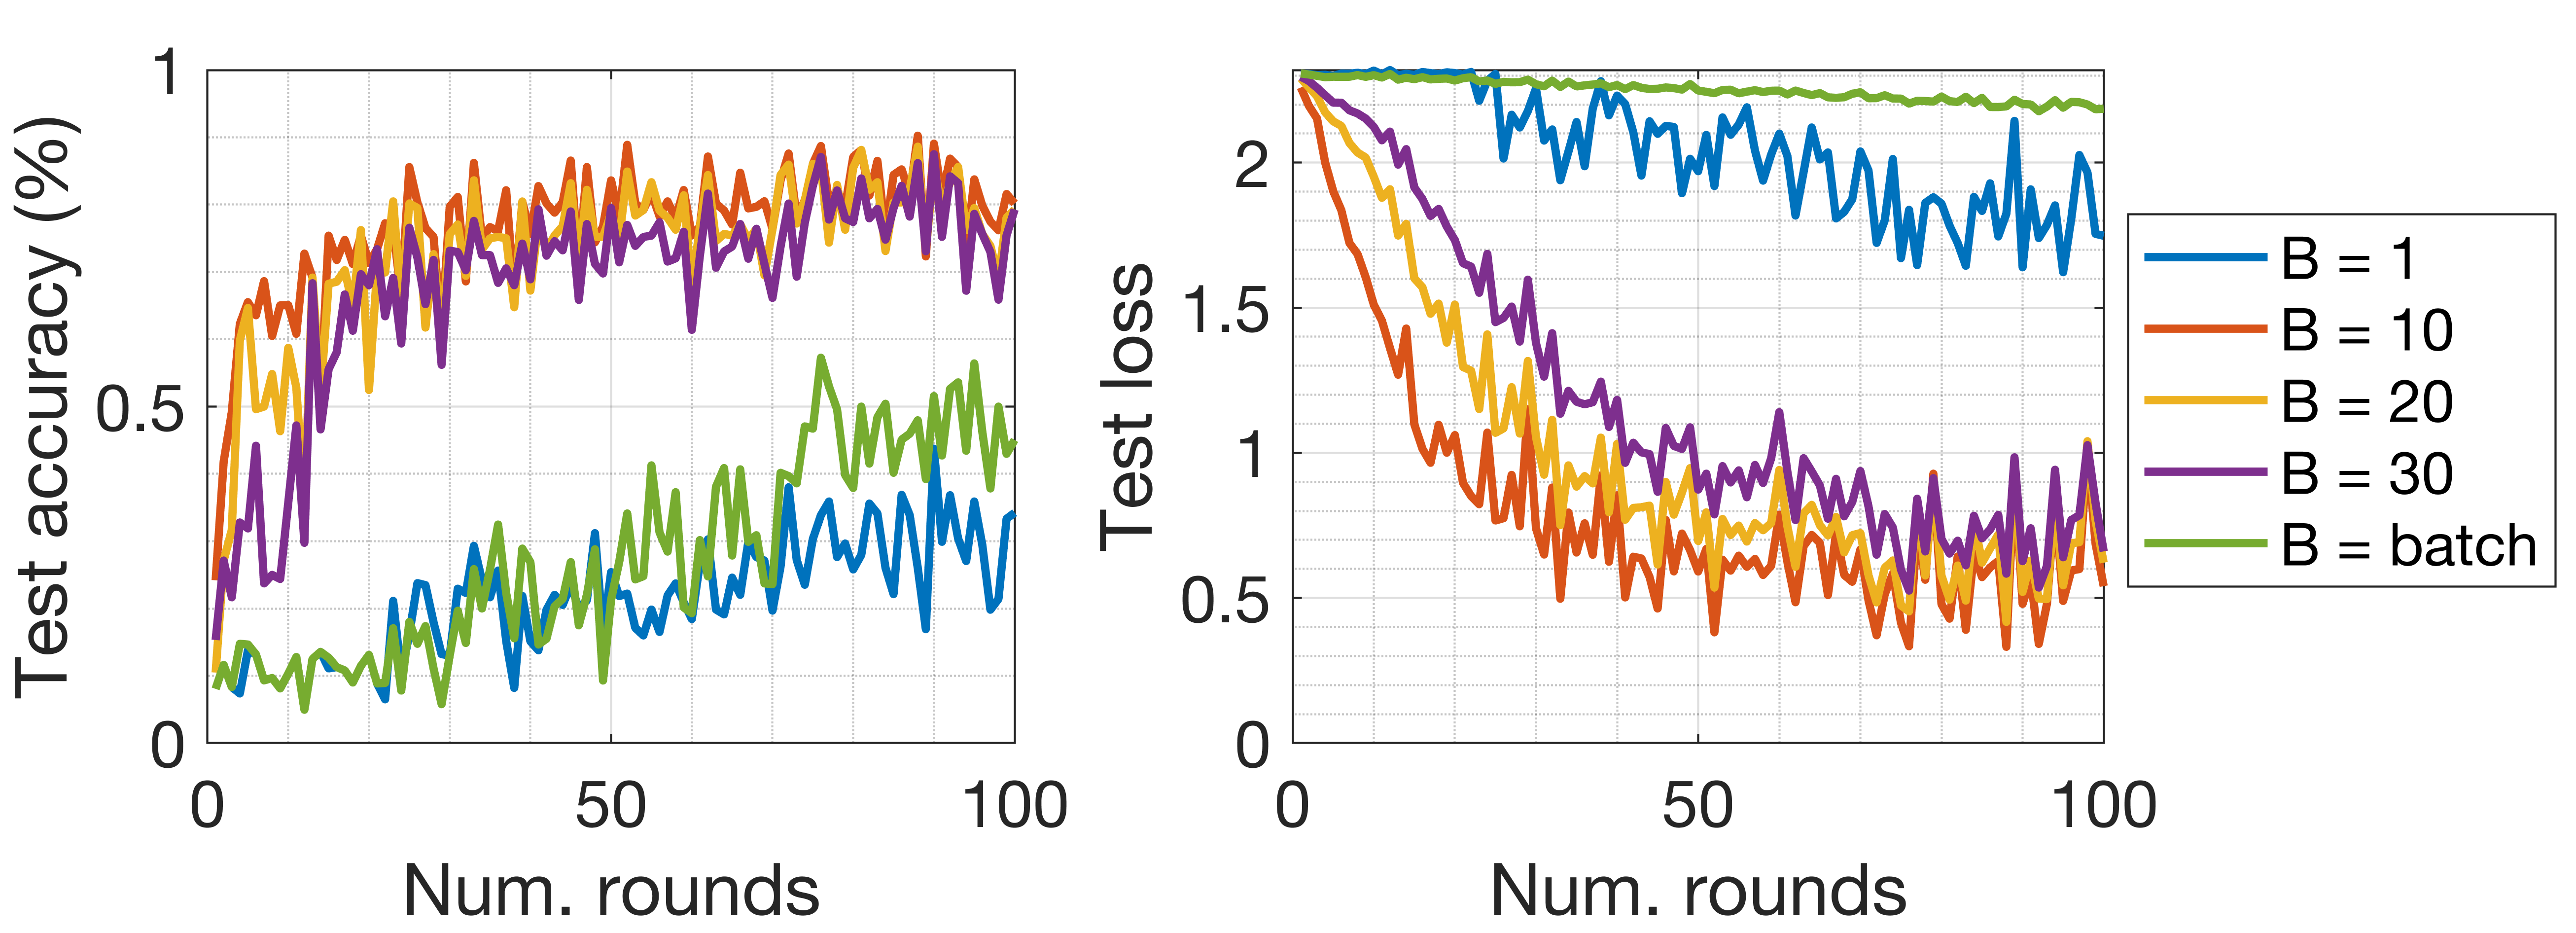 Test accuracy (%)
1
0.5
0
0
50
100
Num. rounds
Test loss
2
1.5
1
0.5
0
0
50
100
Num. rounds
B = 1
B = 10
B = 20
B = 30
B = batch